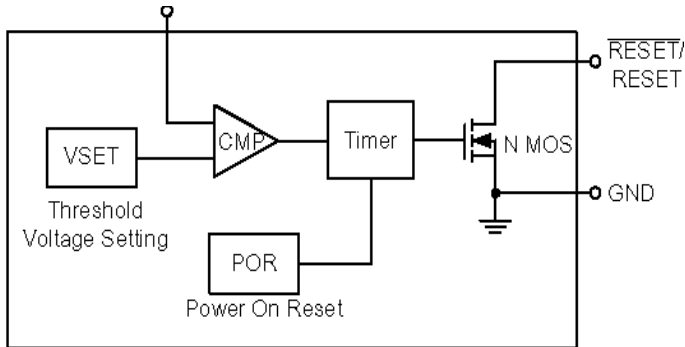 RESET/
RESET
CMP
Timer
N MOS
VSET
GND
Threshold
Voltage Setting
POR
Power On Reset